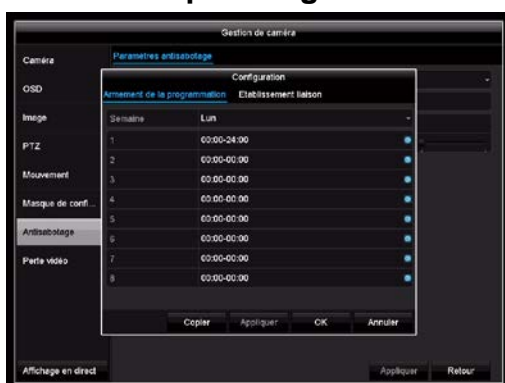 Gestion de caméra
Caméra
Parametres antisabotage
OSD
Image
PTZ
Mouvement
Masque de confi...
Antisabotage
Perte vidéo
Configuration
Armement de la programmation Etablissement liaison
Semaine Lun
1 00:00-24:00
2 00:00-00:00
3 00:00-00:00
4 00:00-00:00
5 00:00-00:00
6 00:00-00:00
7 00:00-00:00
8 00:00-00:00
Copier Appliquer OK Annuler
Affichage en direct Appliquer Retour